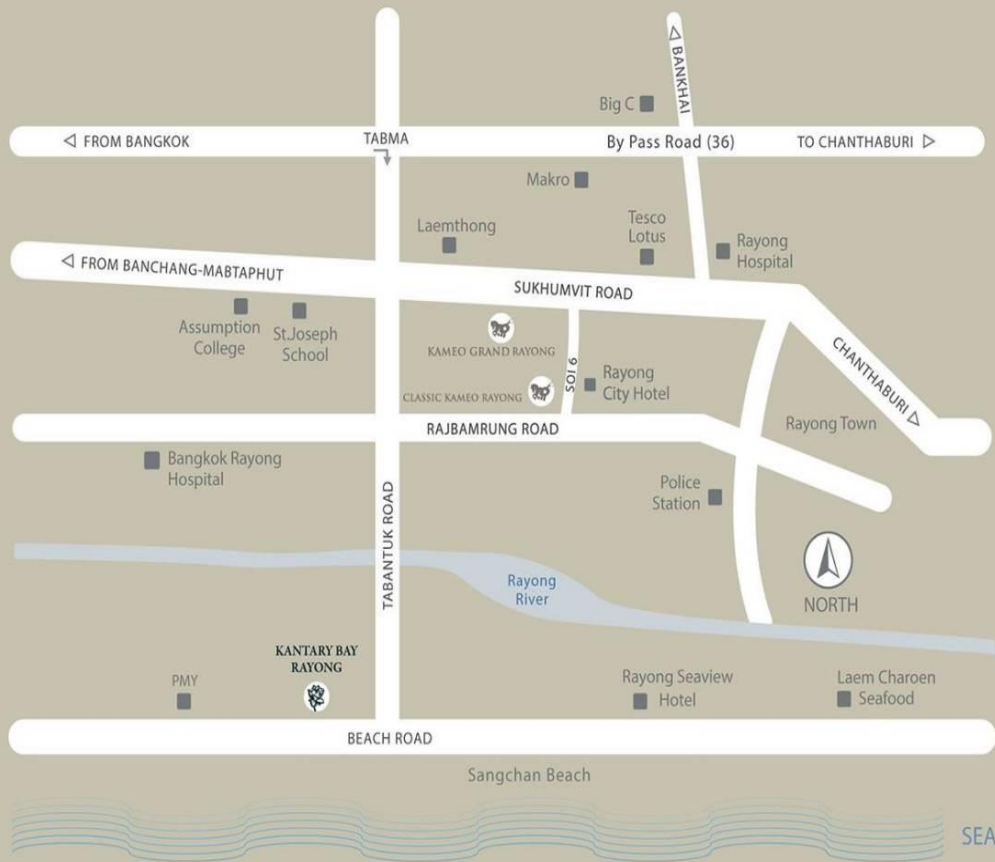 BANKHAI
Big C
FROM BANGKOK
TABMA
By Pass Road (36)
TO CHANTHABURI
Makro
Laemthong
Tesco
Lotus
Rayong
Hospital
FROM BANCHANG-MABTAPHUT
SUKHUMVIT ROAD
Assumption
College
St.Joseph
School
KAMEO GRAND RAYONG
CHANTHABURI
SOI 6
Rayong
City Hotel
CLASSIC KAMEO RAYONG
RAJBAMRUNG ROAD
Rayong Town
Bangkok Rayong
Hospital
Police
Station
TABANTUK ROAD
Rayong
River
NORTH
KANTARY BAY
RAYONG
PMY
Rayong Seaview
Hotel
Laem Charoen
Seafood
BEACH ROAD
Sangchan Beach
SEA